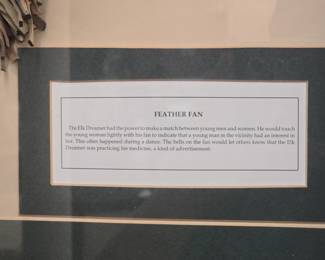 FEATHER FAN
The Elk Dreamer had the power to make a match between young men and women. He would touch
the young woman lightly with his fan to indicate that a young man in the vicinity had an interest in
her. This often happened during a dance. The bells on the fan would let others know that the Elk
Dreamer was practicing his medicine, a kind of advertisement.